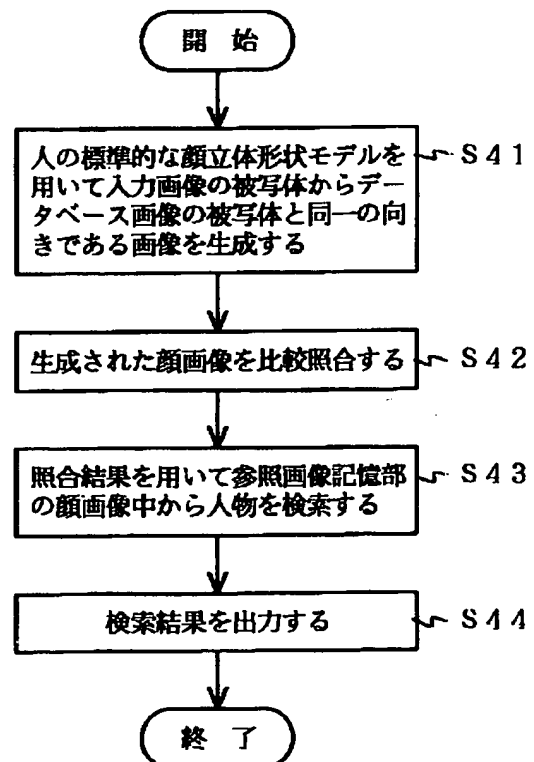 開 始
人の標準的な顔立体形状モデルを S41
用いて入力画像の被写体からデー
タベース画像の被写体と同一の向
きである画像を生成する
生成された顔画像を比較照合する S42
照合結果を用いて参照画像記憶部 S43
の顔画像中から人物を検索する
検索結果を出力する S44
終 了